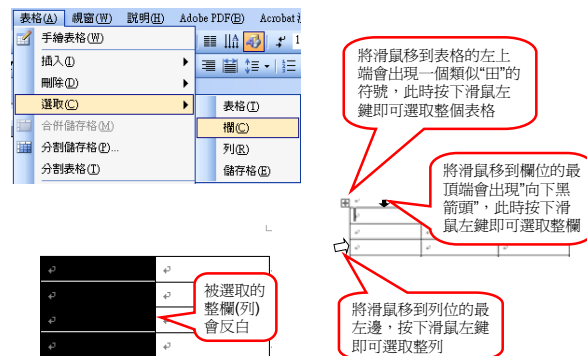 表格(A) 視窗(W) 說明(H) Adobe PDF(B) Acrobat
手繪表格(W)
插入(I)
刪除(D)
選取(C)
合併儲存格(M)
分割儲存格(P)...
分割表格(T)
表格(T)
欄(C)
列(R)
儲存格(E)
將滑鼠移到表格的左上
端會出現一個類似“田”的
符號，此時按下滑鼠左
鍵即可選取整個表格
將滑鼠移到欄位的最
頂端會出現”向下黑
箭頭”，此時按下滑
鼠左鍵即可選取整欄
被選取的
整欄(列)
會反白
將滑鼠移到列位的最
左邊，按下滑鼠左鍵
即可選取整列